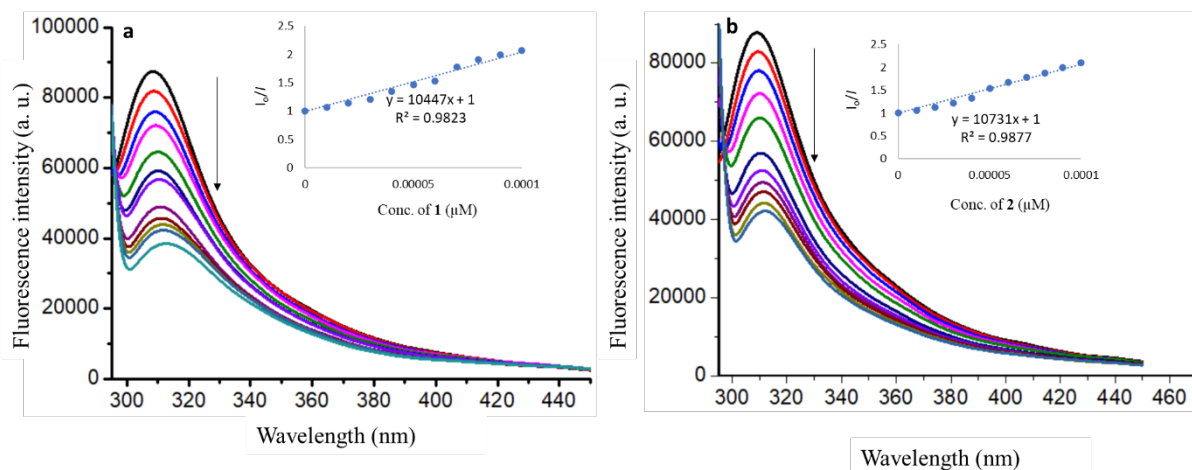 a
100000
80000
60000
40000
20000
0
300 320 340 360 380 400 420 440
Fluorescence intensity (a. u.)
Wavelength (nm)
2.5
2
1.5
1
0.5
0
I₀/I
y = 10447x + 1
R² = 0.9823
0 0.00005 0.0001
Conc. of 1 (µM)
b
80000
60000
40000
20000
0
300 320 340 360 380 400 420 440 460
Fluorescence intensity (a. u.)
Wavelength (nm)
2.5
2
1.5
1
0.5
0
I₀/I
y = 10731x + 1
R² = 0.9877
0 0.00005 0.0001
Conc. of 2 (µM)